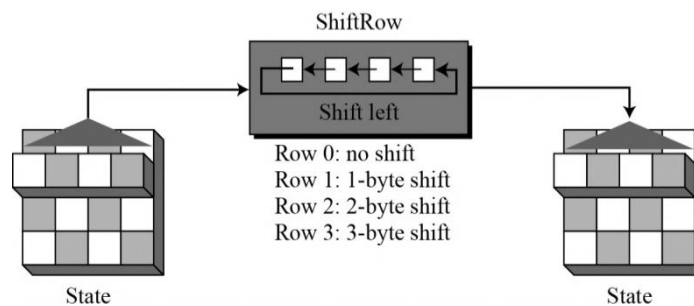 ShiftRow
Shift left
Row 0: no shift
Row 1: 1-byte shift
Row 2: 2-byte shift
Row 3: 3-byte shift
State
State